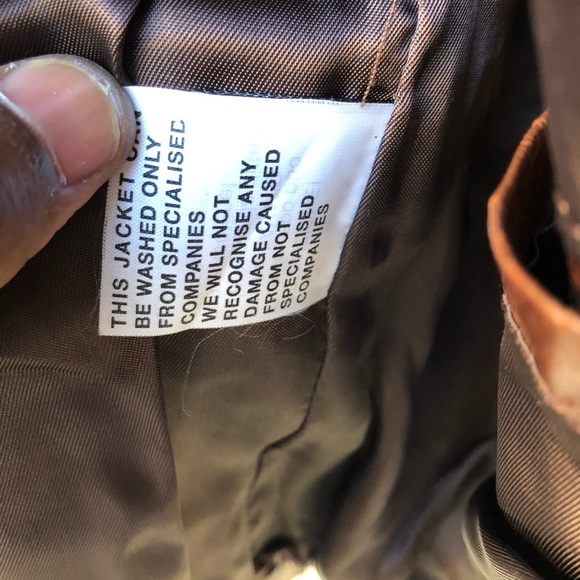 THIS JACKET CAN
BE WASHED ONLY
FROM SPECIALISED
COMPANIES
WE WILL NOT
RECOGNISE ANY
DAMAGE CAUSED
FROM NOT
SPECIALISED
COMPANIES